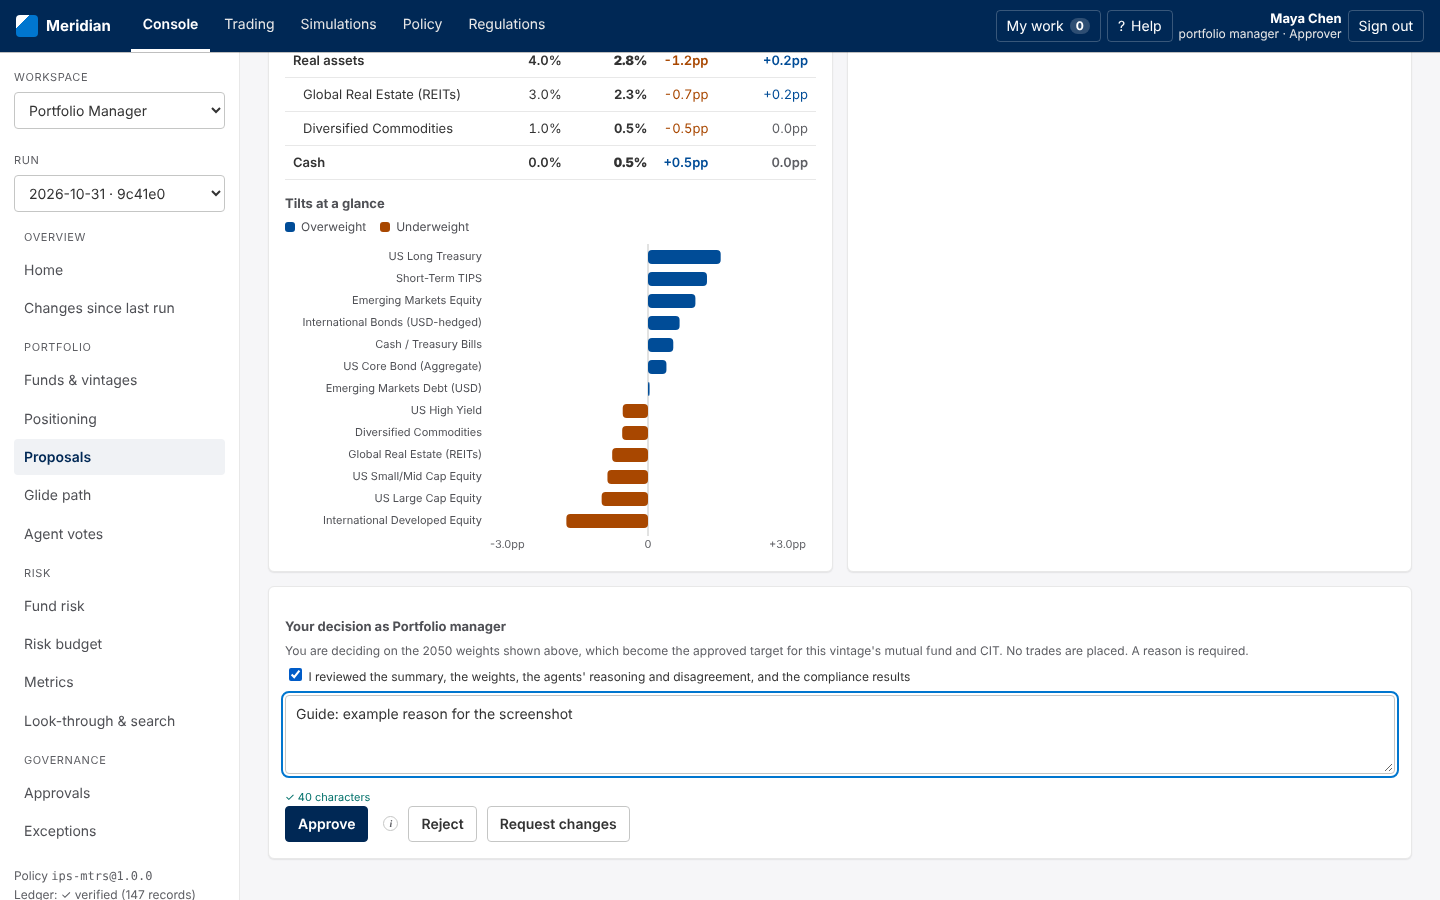 Meridian
Console Trading Simulations Policy Regulations
My work 0
? Help
Maya Chen
portfolio manager · Approver
Sign out
WORKSPACE
Portfolio Manager
RUN
2026-10-31 · 9c41e0
OVERVIEW
Home
Changes since last run
PORTFOLIO
Funds & vintages
Positioning
Proposals
Glide path
Agent votes
RISK
Fund risk
Risk budget
Metrics
Look-through & search
GOVERNANCE
Approvals
Exceptions
Policy ips-mtrs@1.0.0
Ledger: ✓ verified (147 records)
Real assets 4.0% 2.8% -1.2pp +0.2pp
Global Real Estate (REITs) 3.0% 2.3% -0.7pp +0.2pp
Diversified Commodities 1.0% 0.5% -0.5pp 0.0pp
Cash 0.0% 0.5% +0.5pp 0.0pp
Tilts at a glance
Overweight Underweight
US Long Treasury
Short-Term TIPS
Emerging Markets Equity
International Bonds (USD-hedged)
Cash / Treasury Bills
US Core Bond (Aggregate)
Emerging Markets Debt (USD)
US High Yield
Diversified Commodities
Global Real Estate (REITs)
US Small/Mid Cap Equity
US Large Cap Equity
International Developed Equity
-3.0pp 0 +3.0pp
Your decision as Portfolio manager
You are deciding on the 2050 weights shown above, which become the approved target for this vintage's mutual fund and CIT. No trades are placed. A reason is required.
I reviewed the summary, the weights, the agents' reasoning and disagreement, and the compliance results
Guide: example reason for the screenshot
✓ 40 characters
Approve i Reject Request changes